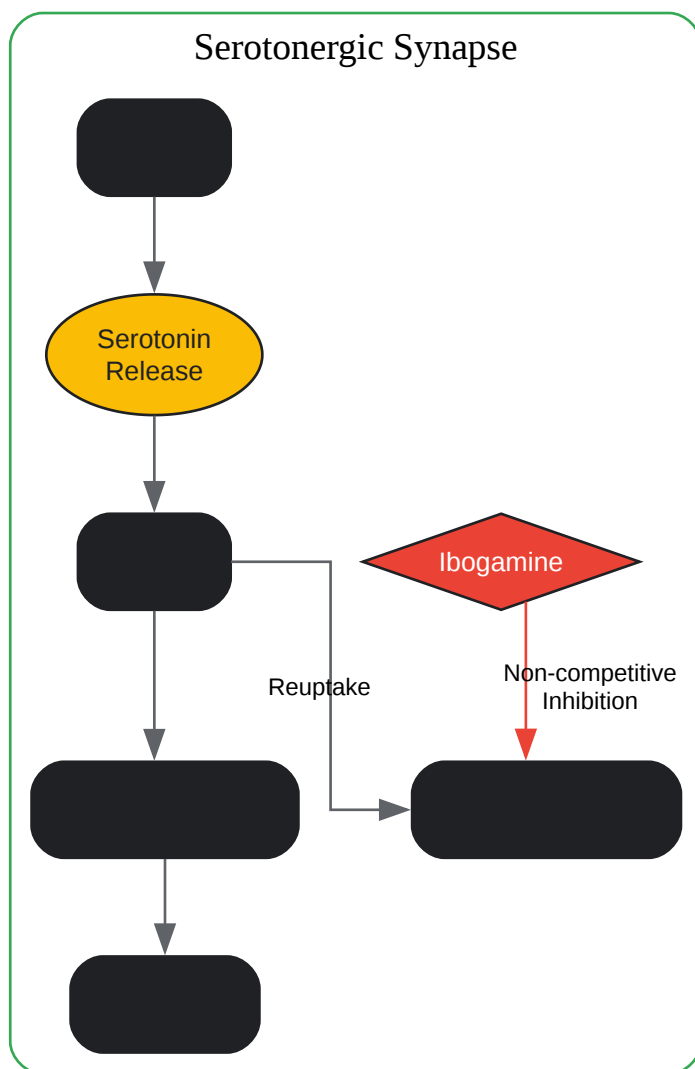 Serotonergic Synapse
Serotonin
Release
Ibogamine
Reuptake
Non-competitive
Inhibition